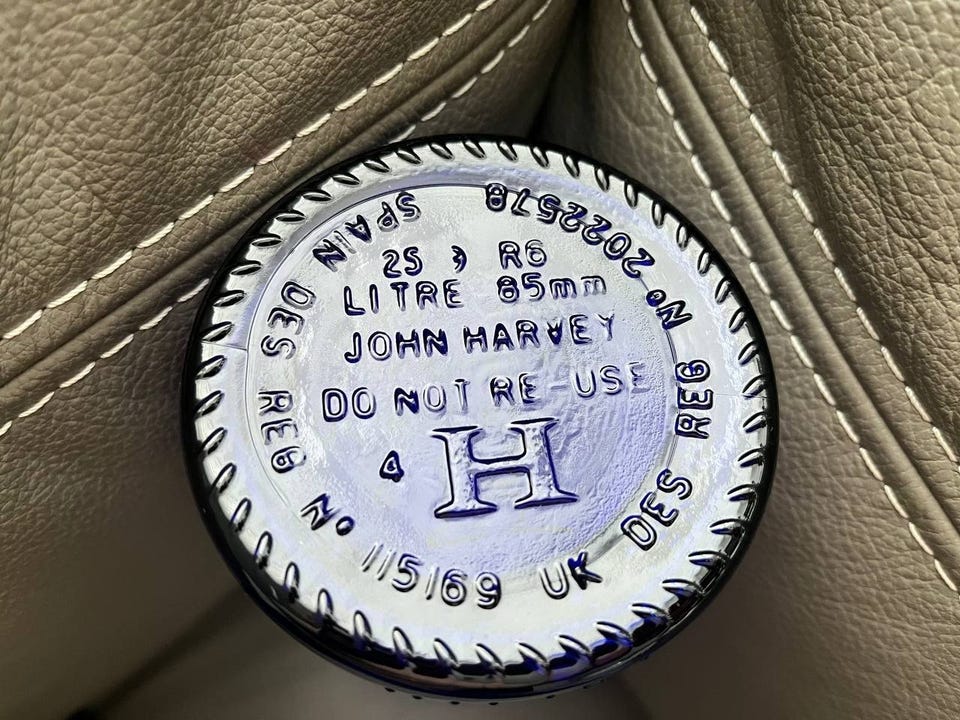 2S R6
LITRE 85mm
JOHN HARVEY
DO NOT RE-USE
4 H
SPAIN DES REG Nº 115169 UK DES REG Nº 2022578